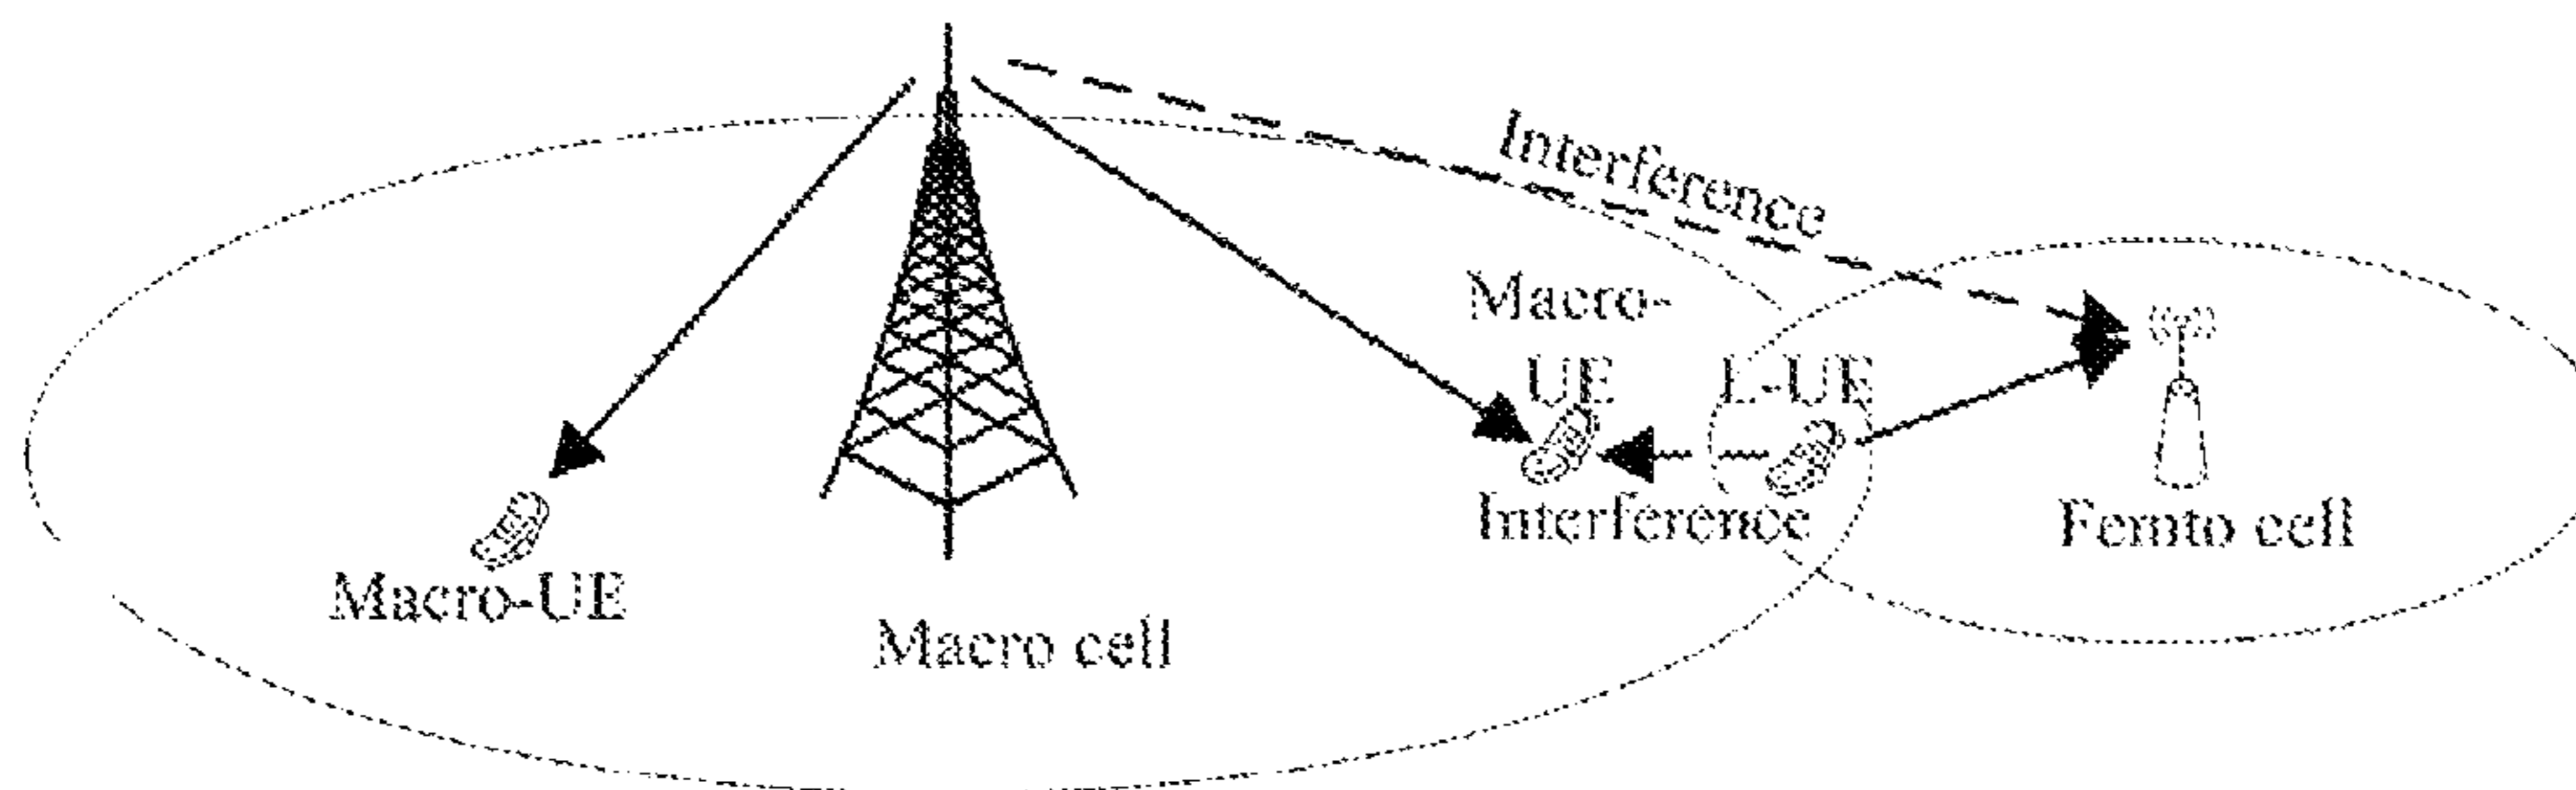 Interference
Macro-
UE
L-UE
Interference
Femto cell
Macro-UE
Macro cell